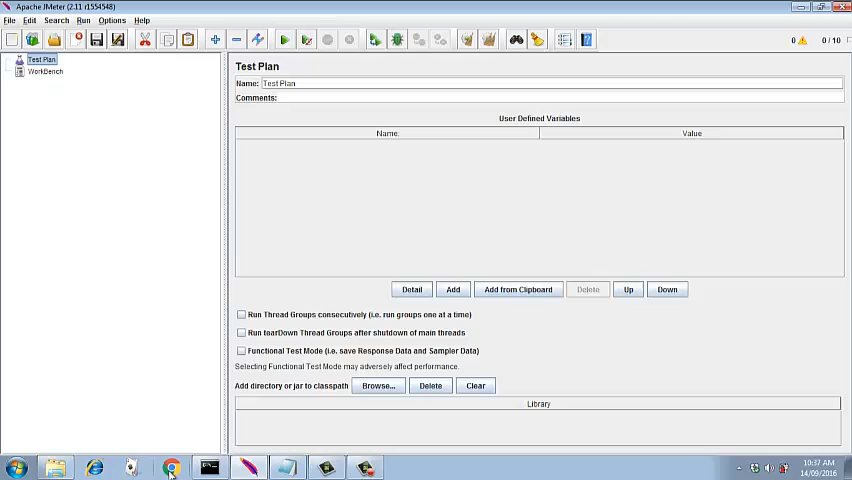 Apache JMeter (2.11 r1554548)
File Edit Search Run Options Help
0 0 / 10
Test Plan
WorkBench
Test Plan
Name: Test Plan
Comments:
User Defined Variables
Name: Value
Detail Add Add from Clipboard Delete Up Down
Run Thread Groups consecutively (i.e. run groups one at a time)
Run tearDown Thread Groups after shutdown of main threads
Functional Test Mode (i.e. save Response Data and Sampler Data)
Selecting Functional Test Mode may adversely affect performance.
Add directory or jar to classpath Browse... Delete Clear
Library
10:37 AM
14/09/2016